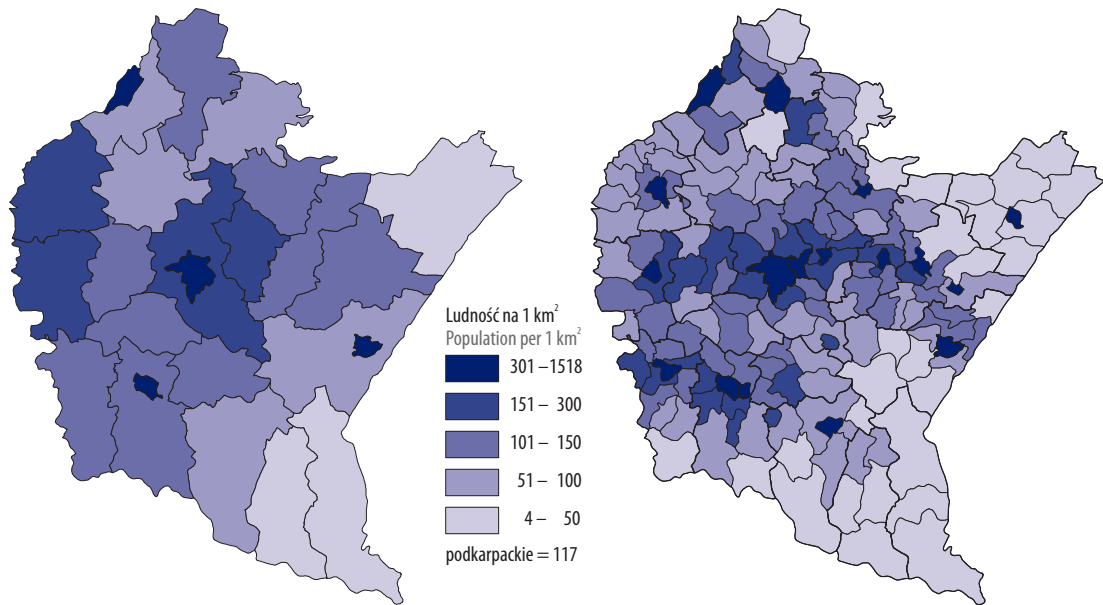 Ludność na 1 km²
Population per 1 km²
301 – 1518
151 – 300
101 – 150
51 – 100
4 – 50
podkarpackie = 117